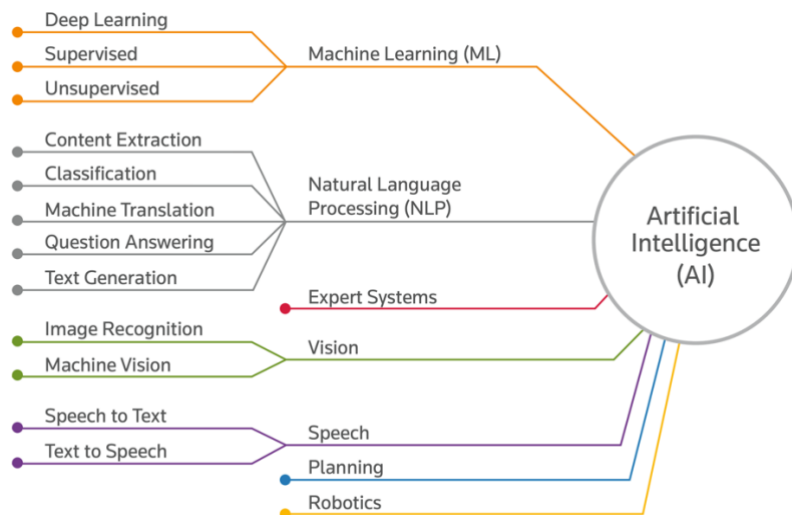 Deep Learning
Supervised
Unsupervised
Machine Learning (ML)
Content Extraction
Classification
Machine Translation
Question Answering
Text Generation
Natural Language
Processing (NLP)
Expert Systems
Image Recognition
Machine Vision
Vision
Speech to Text
Text to Speech
Speech
Planning
Robotics
Artificial
Intelligence
(AI)